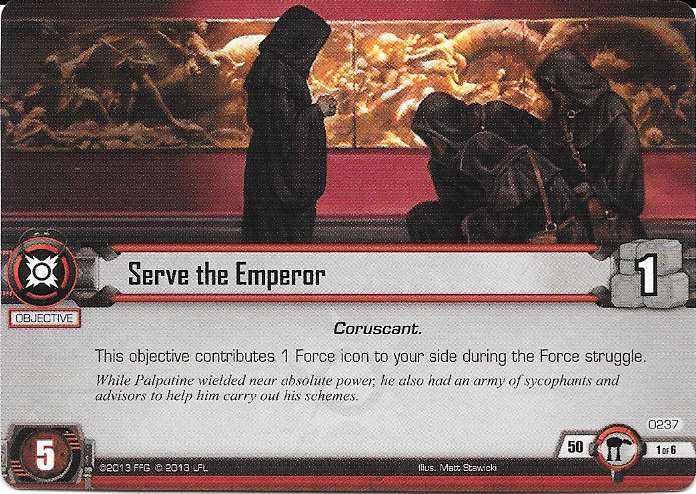 Serve the Emperor
1
OBJECTIVE
Coruscant.
This objective contributes 1 Force icon to your side during the Force struggle.
While Palpatine wielded near absolute power, he also had an army of sycophants and
advisors to help him carry out his schemes.
5
©2013 FFG © 2013 LFL
Illus. Matt Stawicki
0237
50
1 OF 6